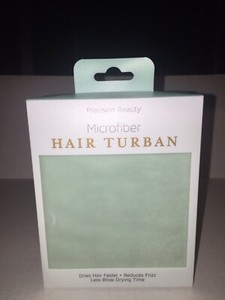 Precision Beauty
Microfiber
HAIR TURBAN
Dries Hair Faster • Reduces Frizz
Less Blow Drying Time